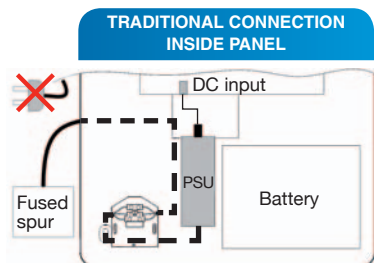 TRADITIONAL CONNECTION
INSIDE PANEL
DC input
PSU
Battery
Fused
spur